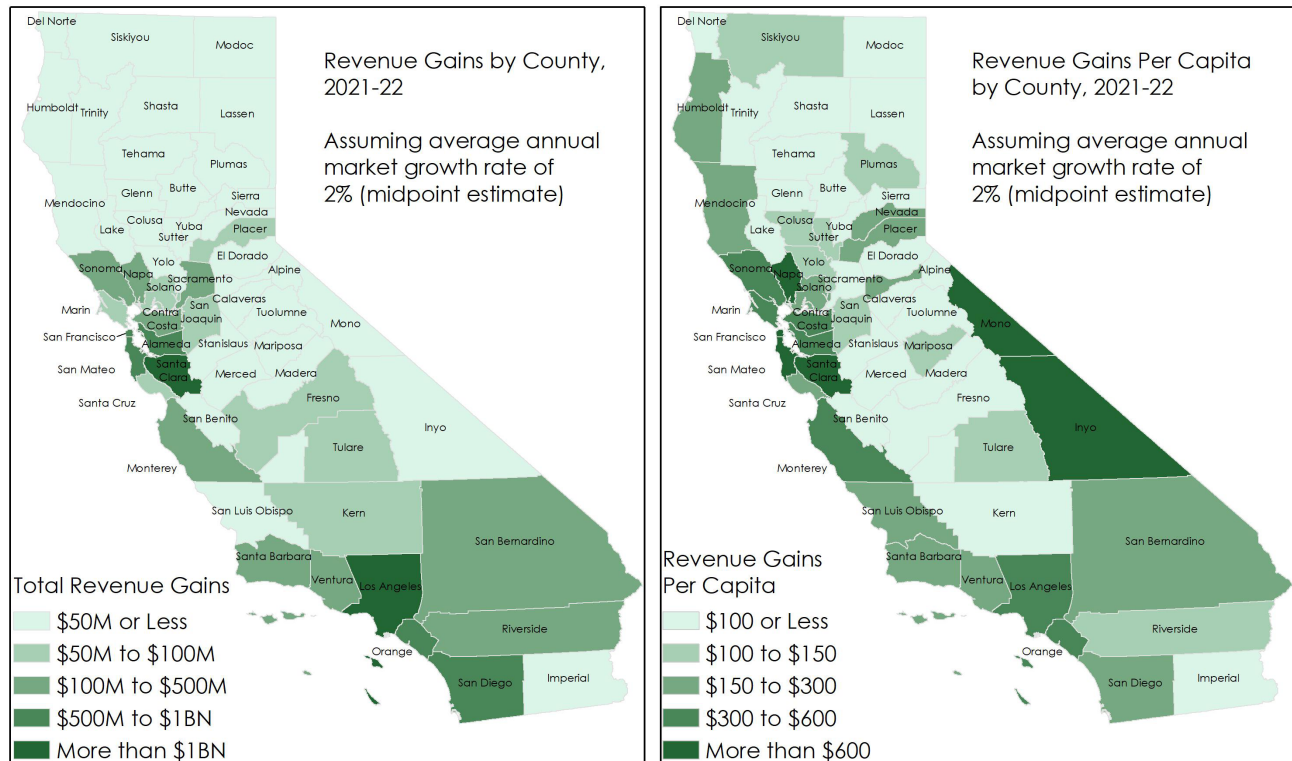 Revenue Gains by County,
2021-22
Assuming average annual
market growth rate of
2% (midpoint estimate)
Del Norte
Siskiyou
Modoc
Humboldt
Trinity
Shasta
Lassen
Tehama
Plumas
Glenn
Butte
Sierra
Mendocino
Colusa
Nevada
Lake
Yuba
Sutter
Placer
Yolo
El Dorado
Sonoma
Napa
Sacramento
Alpine
Solano
Marin
Contra
Costa
San
Joaquin
Calaveras
Tuolumne
Mono
San Francisco
Alameda
Stanislaus
Mariposa
San Mateo
Santa
Clara
Merced
Madera
Santa Cruz
Fresno
San Benito
Inyo
Monterey
Tulare
San Luis Obispo
Kern
San Bernardino
Santa Barbara
Ventura
Los Angeles
Orange
Riverside
San Diego
Imperial
Total Revenue Gains
$50M or Less
$50M to $100M
$100M to $500M
$500M to $1BN
More than $1BN
Revenue Gains Per Capita
by County, 2021-22
Assuming average annual
market growth rate of
2% (midpoint estimate)
Del Norte
Siskiyou
Modoc
Humboldt
Trinity
Shasta
Lassen
Tehama
Plumas
Glenn
Butte
Sierra
Mendocino
Colusa
Nevada
Lake
Yuba
Sutter
Placer
Yolo
El Dorado
Sonoma
Napa
Sacramento
Alpine
Solano
Marin
Contra
Costa
San
Joaquin
Calaveras
Tuolumne
Mono
San Francisco
Alameda
Stanislaus
Mariposa
San Mateo
Santa
Clara
Merced
Madera
Santa Cruz
Fresno
San Benito
Inyo
Monterey
Tulare
San Luis Obispo
Kern
San Bernardino
Santa Barbara
Ventura
Los Angeles
Orange
Riverside
San Diego
Imperial
Revenue Gains
Per Capita
$100 or Less
$100 to $150
$150 to $300
$300 to $600
More than $600